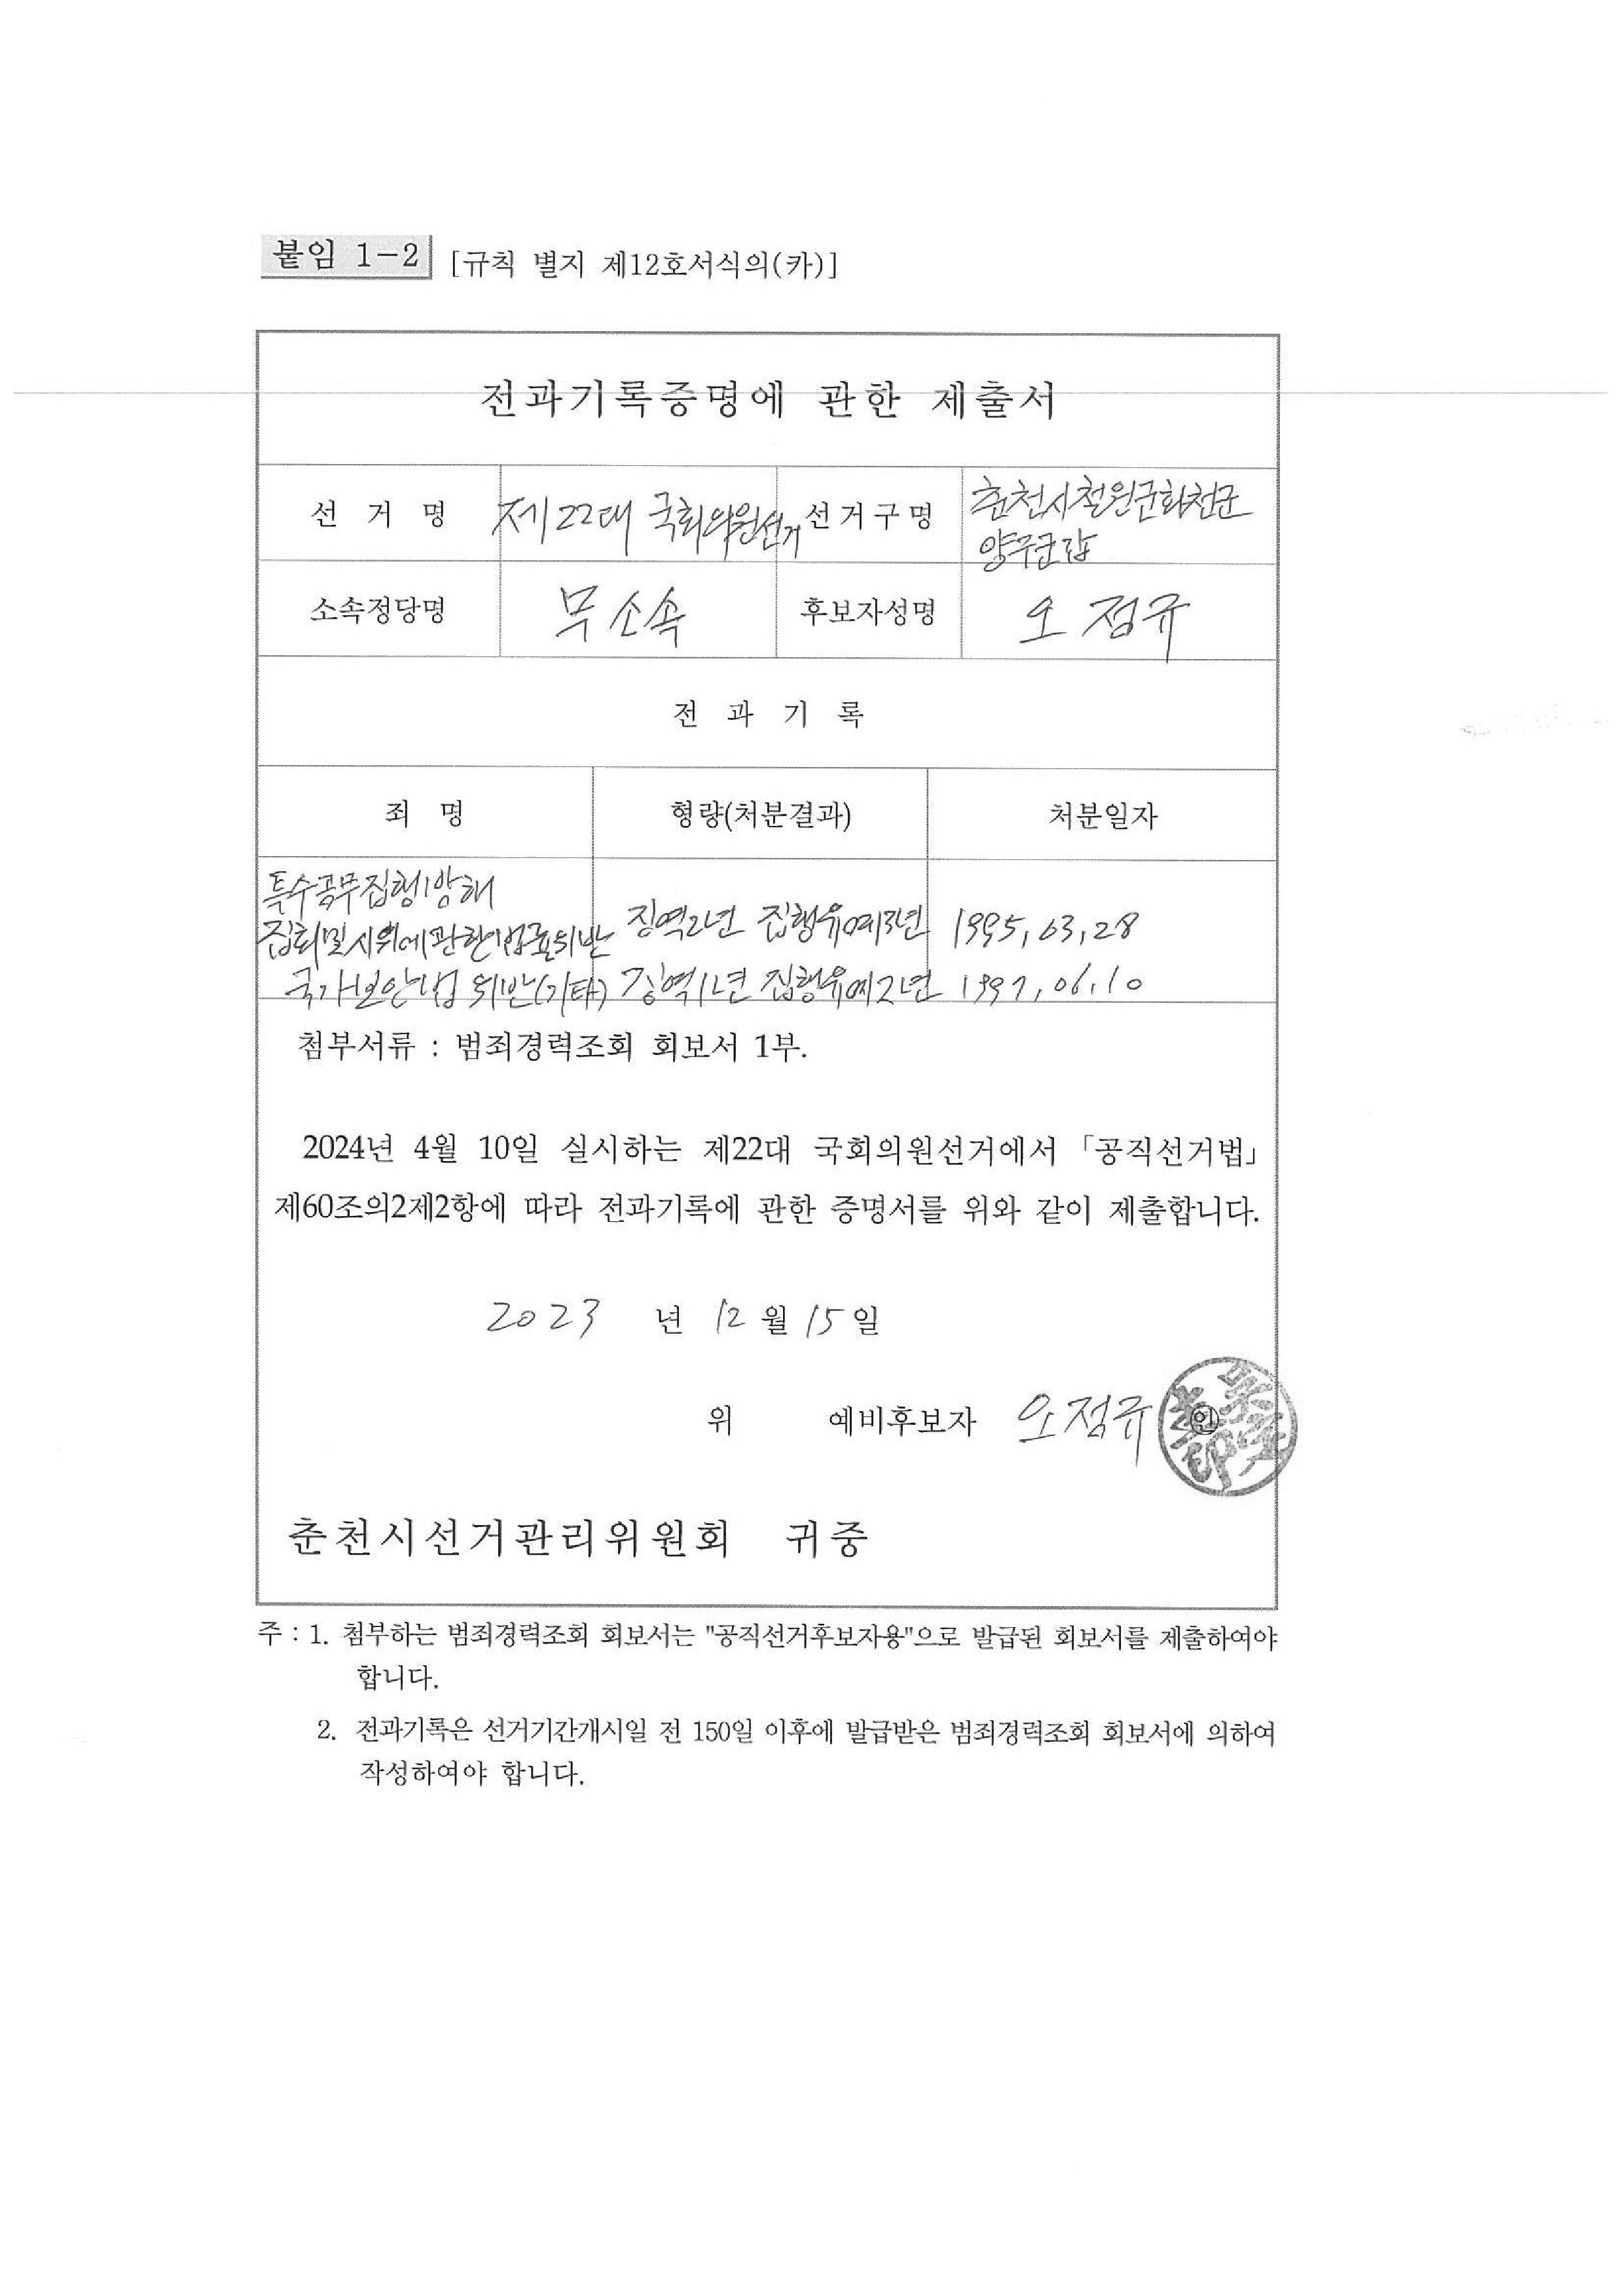 붙임 1-2 [규칙 별지 제12호서식의(카)]
전과기록증명에 관한 제출서
선 거 명 제22대 국회의원선거 선거구명 춘천시철원군화천군
양구군갑
소속정당명 무소속 후보자성명 오정규
전 과 기 록
죄 명 형량(처분결과) 처분일자
특수공무집행방해
집회및시위에관한법률위반 징역2년 집행유예3년 1995,03,28
국가보안법 위반(기타) 징역1년 집행유예2년 1997,06,10
첨부서류 : 범죄경력조회 회보서 1부.
2024년 4월 10일 실시하는 제22대 국회의원선거에서 「공직선거법」
제60조의2제2항에 따라 전과기록에 관한 증명서를 위와 같이 제출합니다.
2023 년 12 월 15 일
위 예비후보자 오정규 인
춘천시선거관리위원회 귀중
주 : 1. 첨부하는 범죄경력조회 회보서는 "공직선거후보자용"으로 발급된 회보서를 제출하여야
합니다.
2. 전과기록은 선거기간개시일 전 150일 이후에 발급받은 범죄경력조회 회보서에 의하여
작성하여야 합니다.